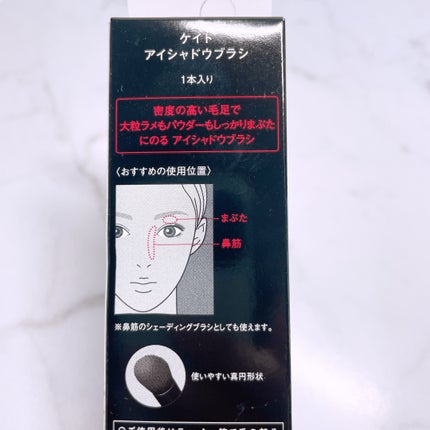 ケイト
アイシャドウブラシ
1本入り
密度の高い毛足で
大粒ラメもパウダーもしっかりまぶた
にのる アイシャドウブラシ
〈おすすめの使用位置〉
まぶた
鼻筋
※鼻筋のシェーディングブラシとしても使えます。
使いやすい真円形状